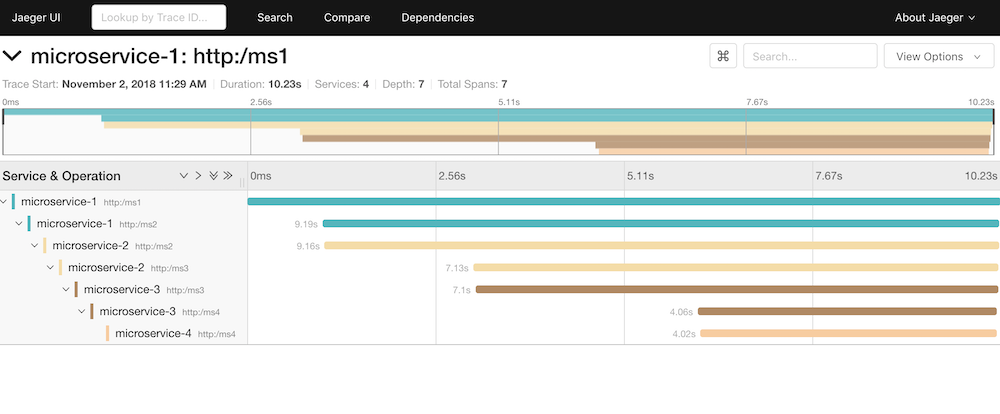 Jaeger UI Lookup by Trace ID... Search Compare Dependencies About Jaeger
microservice-1: http:/ms1 ⌘ Search... View Options
Trace Start: November 2, 2018 11:29 AM Duration: 10.23s Services: 4 Depth: 7 Total Spans: 7
0ms 2.56s 5.11s 7.67s 10.23s
Service & Operation 0ms 2.56s 5.11s 7.67s 10.23s
microservice-1 http:/ms1
microservice-1 http:/ms2 9.19s
microservice-2 http:/ms2 9.16s
microservice-2 http:/ms3 7.13s
microservice-3 http:/ms3 7.1s
microservice-3 http:/ms4 4.06s
microservice-4 http:/ms4 4.02s